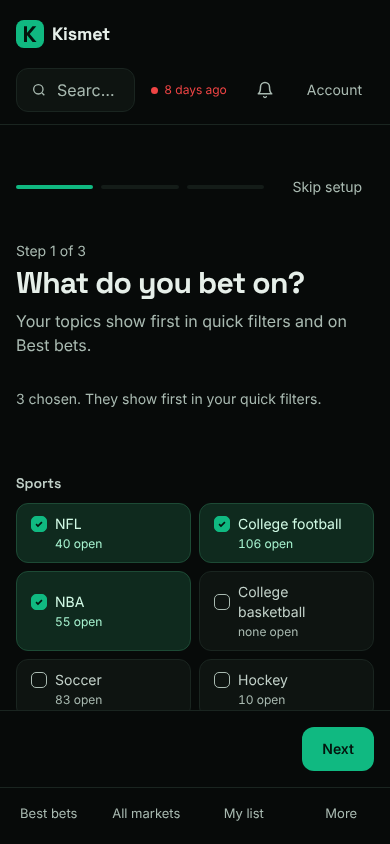 Kismet
Searc...
8 days ago
Account
Skip setup
Step 1 of 3
What do you bet on?
Your topics show first in quick filters and on
Best bets.
3 chosen. They show first in your quick filters.
Sports
NFL
40 open
College football
106 open
NBA
55 open
College
basketball
none open
Soccer
83 open
Hockey
10 open
Next
Best bets
All markets
My list
More